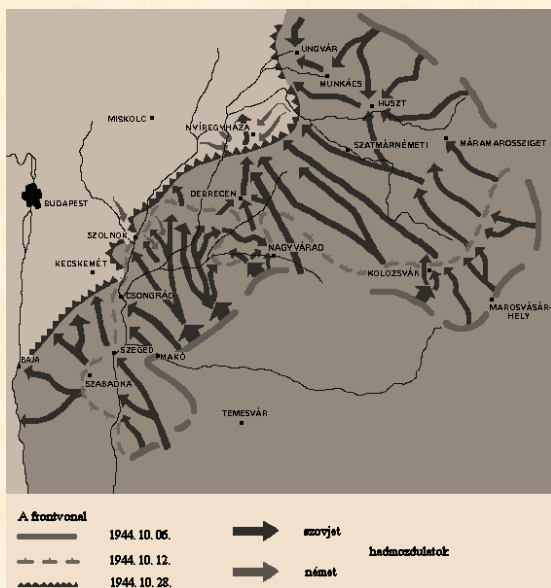 UNGVÁR
MUNKÁCS
HUSZT
MISKOLC
NYÍREGYHÁZA
SZATMÁRNÉMETI
MÁRAMAROSSZIGET
DEBRECEN
BUDAPEST
SZOLNOK
NAGYVÁRAD
KECSKEMÉT
KOLOZSVÁR
CSONGRÁD
MAROSVÁSÁR-
HELY
SZEGED
MAKÓ
BAJA
SZABADKA
TEMESVÁR
A frontvonal
1944. 10. 06.
szovjet
hadmozdulatok
1944. 10. 12.
német
1944. 10. 28.